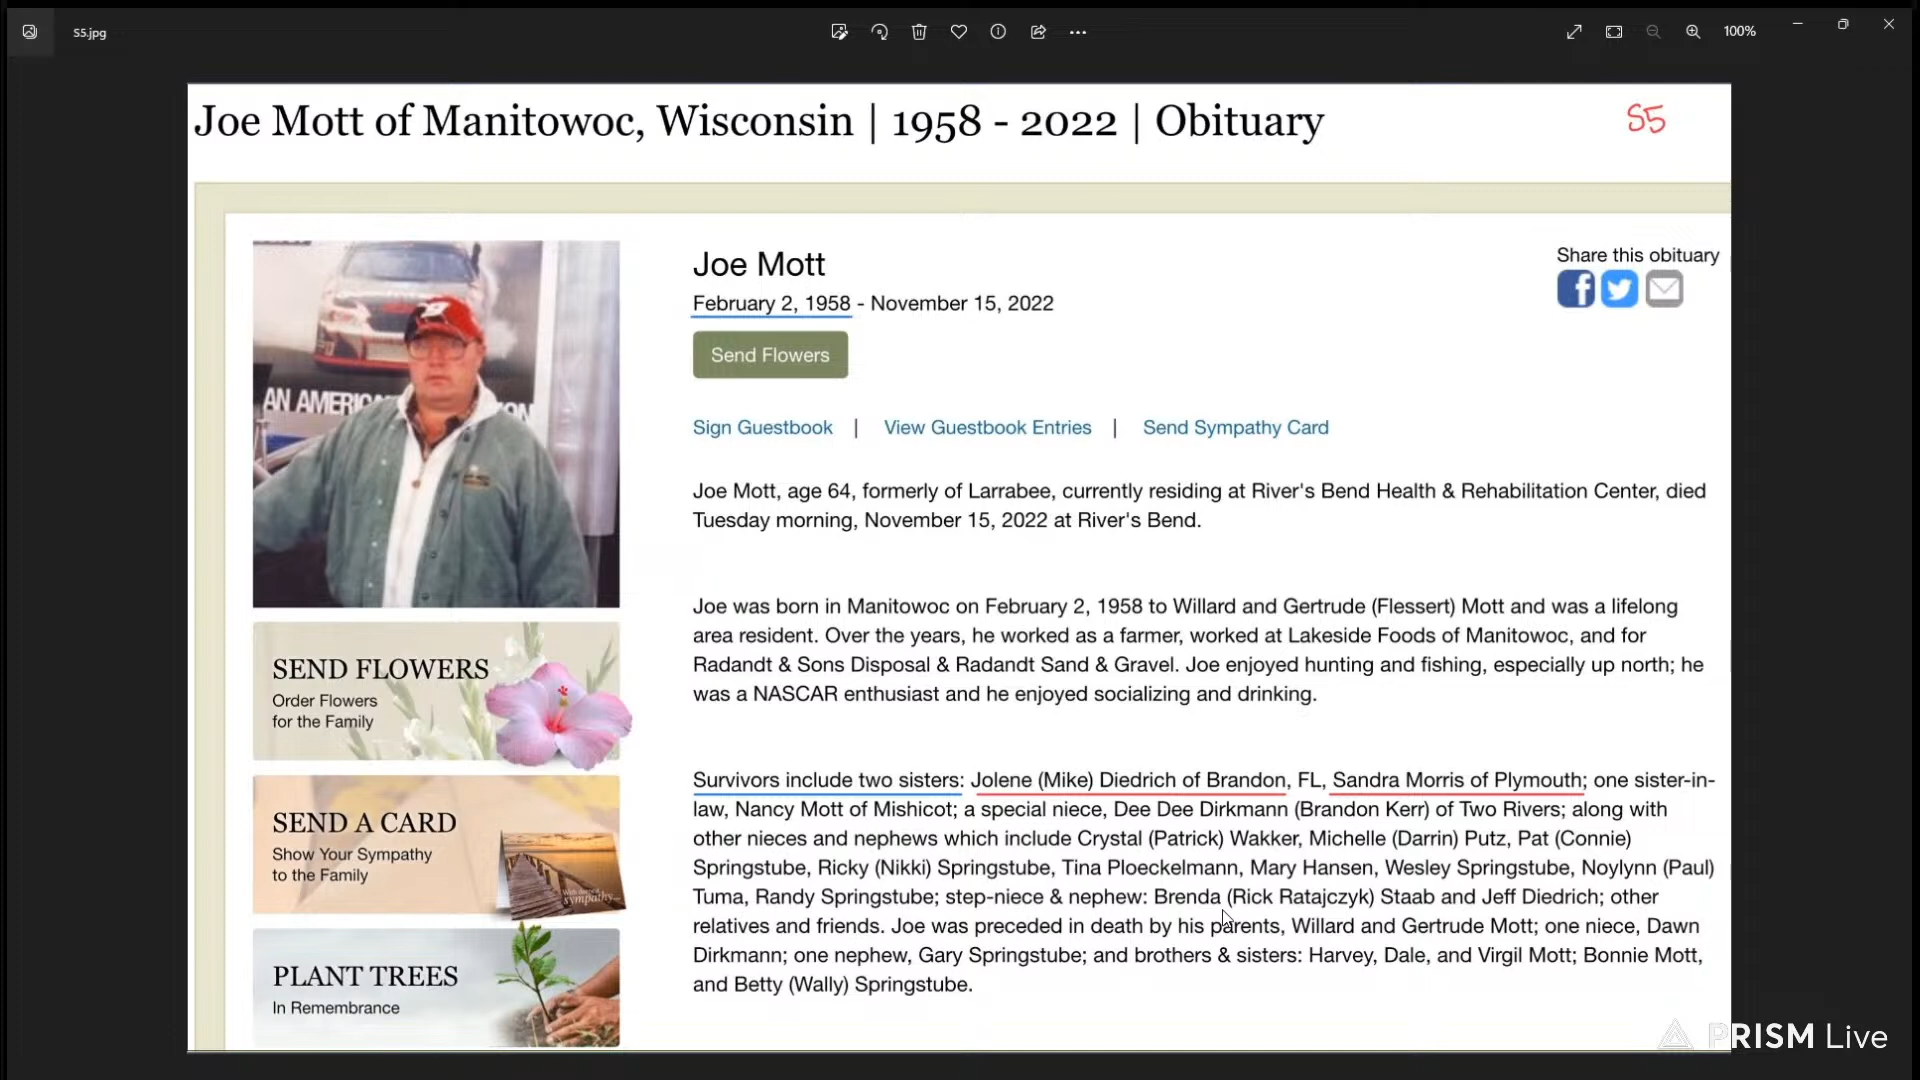 S5.jpg
100%
Joe Mott of Manitowoc, Wisconsin | 1958 - 2022 | Obituary
S5
AN AMERIC
ON
Joe Mott
February 2, 1958 - November 15, 2022
Share this obituary
Send Flowers
Sign Guestbook | View Guestbook Entries | Send Sympathy Card
Joe Mott, age 64, formerly of Larrabee, currently residing at River's Bend Health & Rehabilitation Center, died
Tuesday morning, November 15, 2022 at River's Bend.
Joe was born in Manitowoc on February 2, 1958 to Willard and Gertrude (Flessert) Mott and was a lifelong
area resident. Over the years, he worked as a farmer, worked at Lakeside Foods of Manitowoc, and for
Radandt & Sons Disposal & Radandt Sand & Gravel. Joe enjoyed hunting and fishing, especially up north; he
was a NASCAR enthusiast and he enjoyed socializing and drinking.
Survivors include two sisters: Jolene (Mike) Diedrich of Brandon, FL, Sandra Morris of Plymouth; one sister-in-
law, Nancy Mott of Mishicot; a special niece, Dee Dee Dirkmann (Brandon Kerr) of Two Rivers; along with
other nieces and nephews which include Crystal (Patrick) Wakker, Michelle (Darrin) Putz, Pat (Connie)
Springstube, Ricky (Nikki) Springstube, Tina Ploeckelmann, Mary Hansen, Wesley Springstube, Noylynn (Paul)
Tuma, Randy Springstube; step-niece & nephew: Brenda (Rick Ratajczyk) Staab and Jeff Diedrich; other
relatives and friends. Joe was preceded in death by his parents, Willard and Gertrude Mott; one niece, Dawn
Dirkmann; one nephew, Gary Springstube; and brothers & sisters: Harvey, Dale, and Virgil Mott; Bonnie Mott,
and Betty (Wally) Springstube.
SEND FLOWERS
Order Flowers
for the Family
SEND A CARD
Show Your Sympathy
to the Family
With deepest
sympathy
PLANT TREES
In Remembrance
PRISM Live